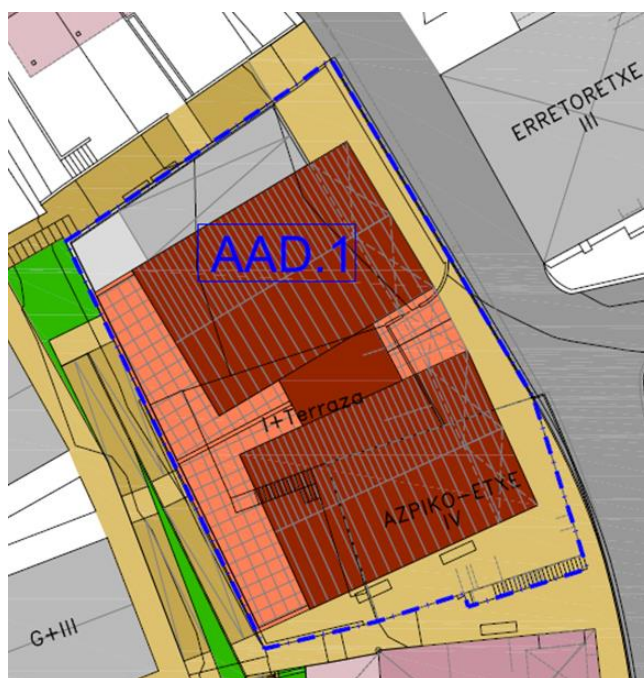 ERRETORETXE
III
AAD.1
I+Terraza
AZPIKO-ETXE
IV
G+III